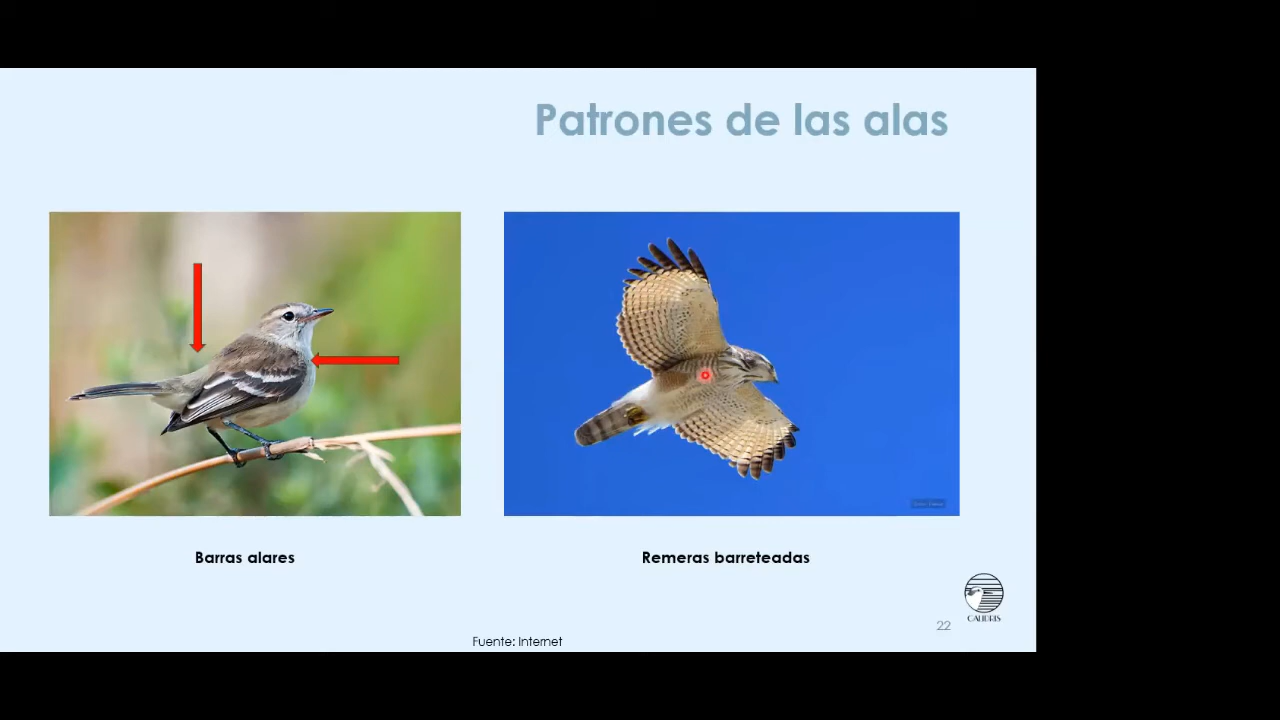 Patrones de las alas
Barras alares
Remeras barreteadas
CALIDRIS
22
Fuente: Internet